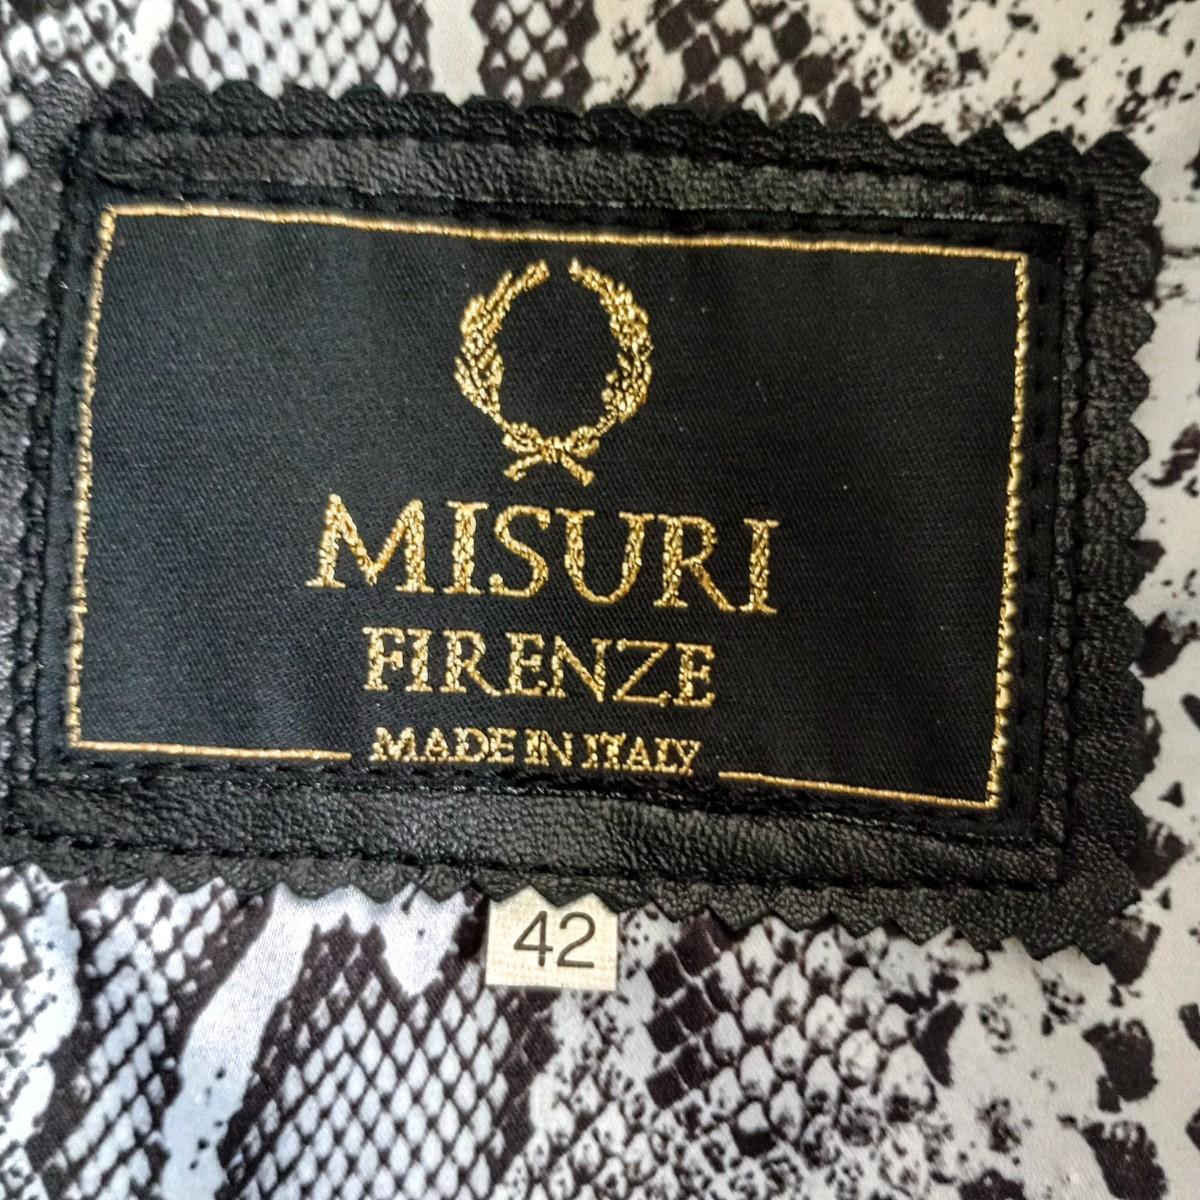 MISURI
FIRENZE
MADE IN ITALY
42